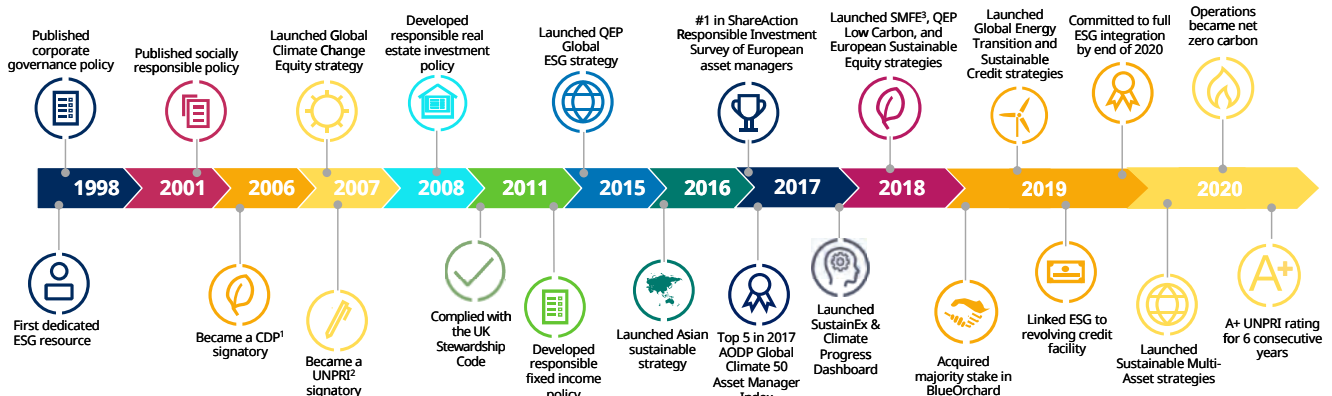 Published
corporate
governance policy
Published socially
responsible policy
Launched Global
Climate Change
Equity strategy
Developed
responsible real
estate investment
policy
Launched QEP
Global
ESG strategy
#1 in ShareAction
Responsible Investment
Survey of European
asset managers
Launched SMFE³, QEP
Low Carbon, and
European Sustainable
Equity strategies
Launched
Global Energy
Transition and
Sustainable
Credit strategies
Committed to full
ESG integration
by end of 2020
Operations
became net
zero carbon
1998
2001
2006
2007
2008
2011
2015
2016
2017
2018
2019
2020
First dedicated
ESG resource
Became a CDP¹
signatory
Became a
UNPRI²
signatory
Complied with
the UK
Stewardship
Code
Developed
responsible
fixed income
policy
Launched Asian
sustainable
strategy
Top 5 in 2017
AODP Global
Climate 50
Asset Manager
Index
Launched
SustainEx &
Climate
Progress
Dashboard
Acquired
majority stake in
BlueOrchard
Linked ESG to
revolving credit
facility
Launched
Sustainable Multi-
Asset strategies
A+
A+ UNPRI rating
for 6 consecutive
years